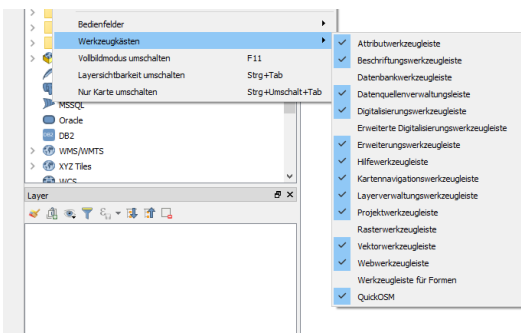 Bedienfelder
Werkzeugkästen
Vollbildmodus umschalten F11
Layersichtbarkeit umschalten Strg+Tab
Nur Karte umschalten Strg+Umschalt+Tab
MSSQL
Oracle
DB2
WMS/WMTS
XYZ Tiles
WCS
Layer
Attributwerkzeugleiste
Beschriftungswerkzeugleiste
Datenbankwerkzeugleiste
Datenquellenverwaltungsleiste
Digitalisierungswerkzeugleiste
Erweiterte Digitalisierungswerkzeugleiste
Erweiterungswerkzeugleiste
Hilfewerkzeugleiste
Kartennavigationswerkzeugleiste
Layerverwaltungswerkzeugleiste
Projektwerkzeugleiste
Rasterwerkzeugleiste
Vektorwerkzeugleiste
Webwerkzeugleiste
Werkzeugleiste für Formen
QuickOSM